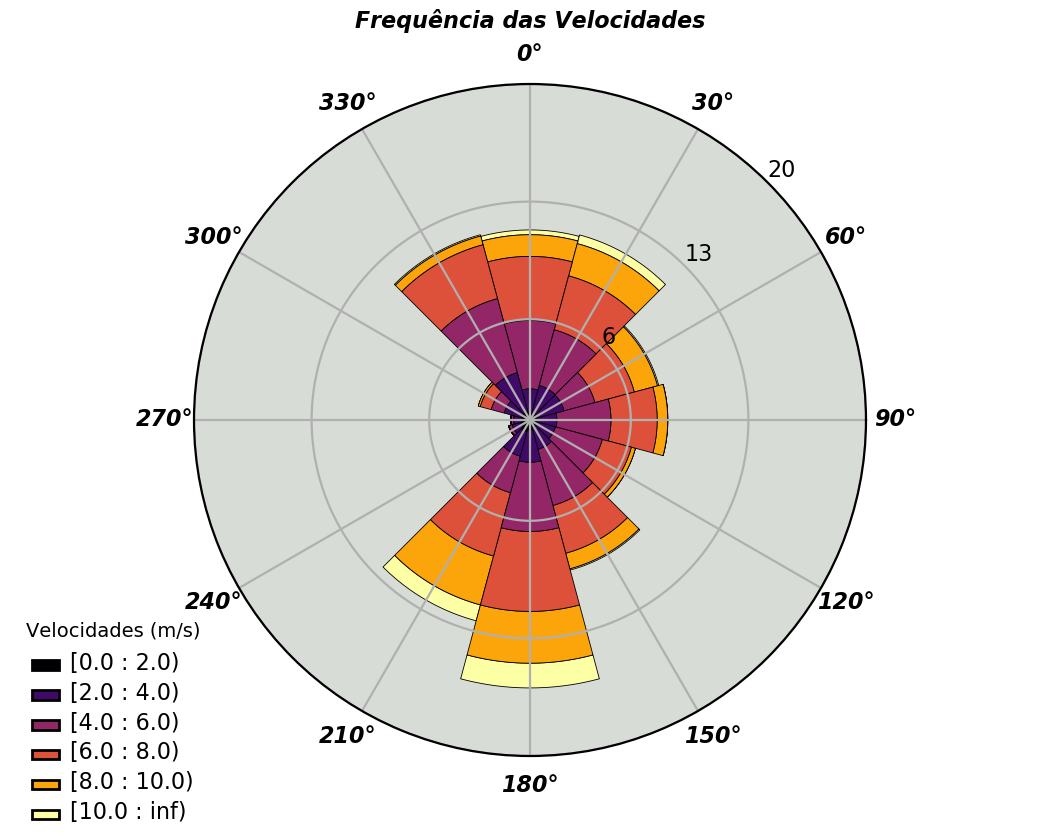 Frequência das Velocidades
0°
330°
30°
20
300°
60°
13
6
270°
90°
240°
120°
210°
150°
180°
Velocidades (m/s)
[0.0 : 2.0)
[2.0 : 4.0)
[4.0 : 6.0)
[6.0 : 8.0)
[8.0 : 10.0)
[10.0 : inf)